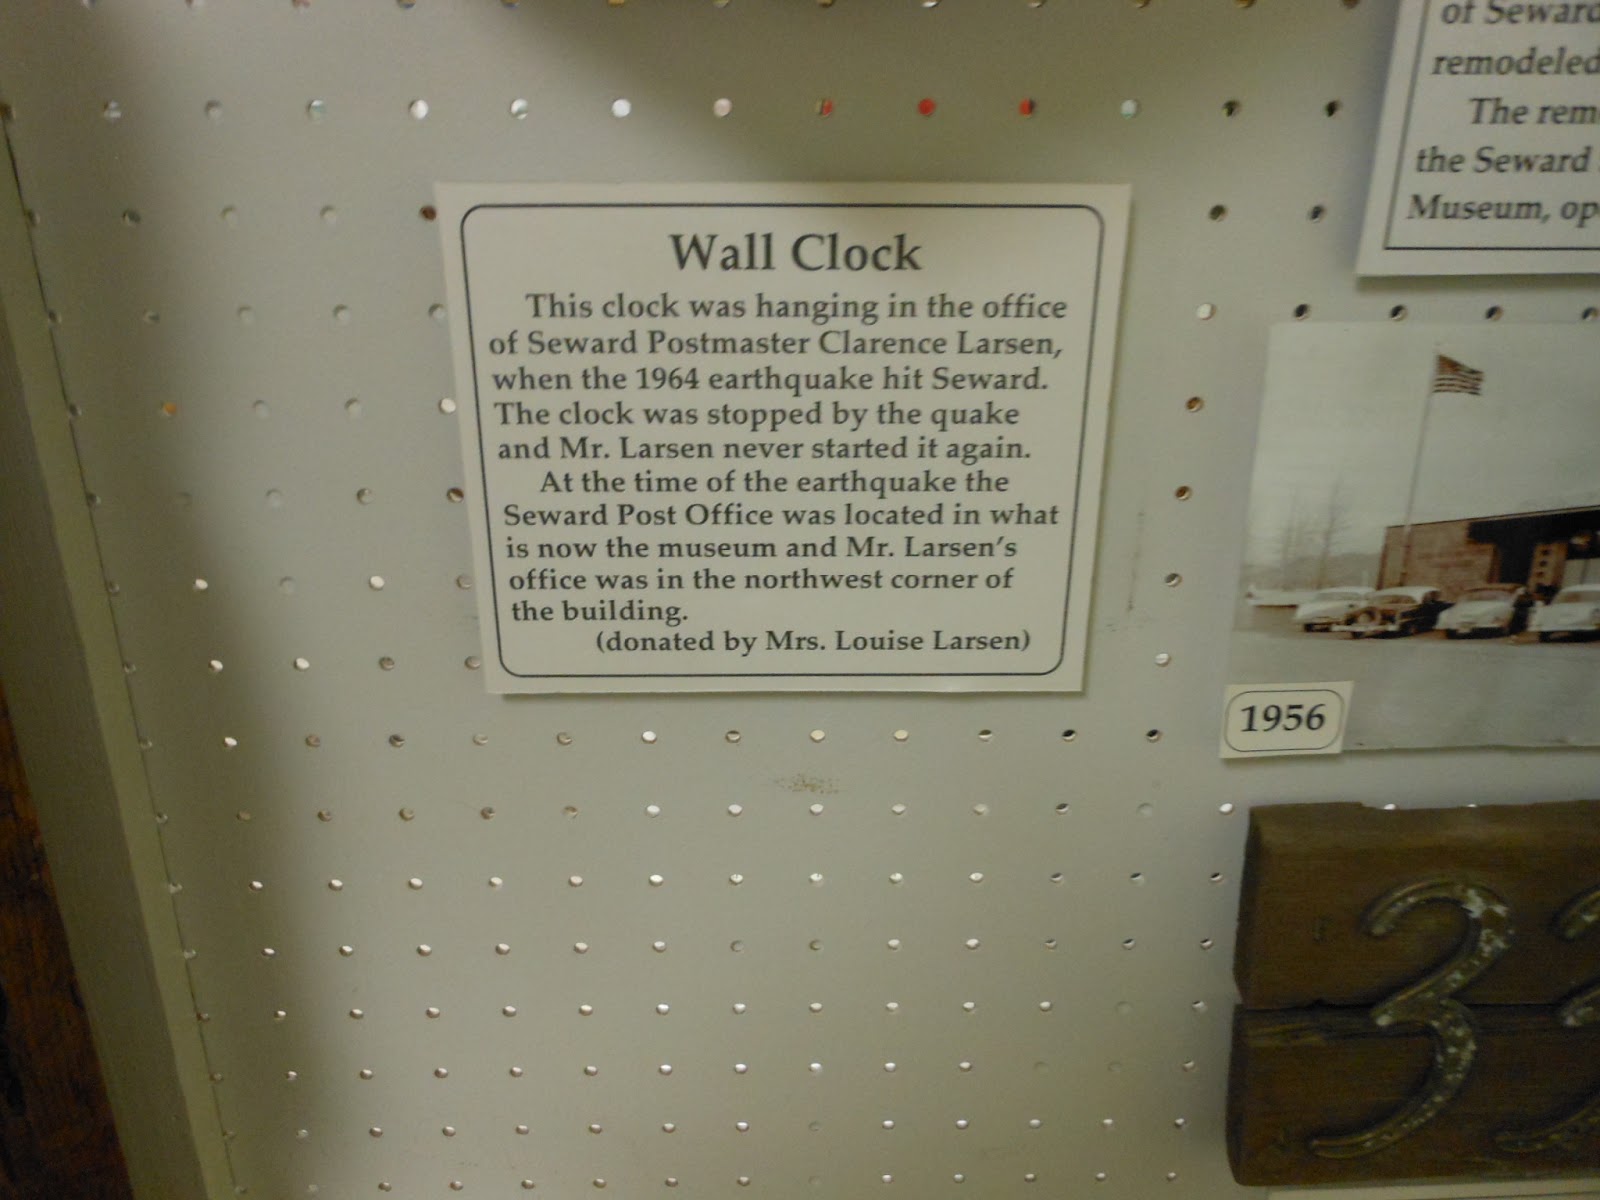 Wall Clock
This clock was hanging in the office
of Seward Postmaster Clarence Larsen,
when the 1964 earthquake hit Seward.
The clock was stopped by the quake
and Mr. Larsen never started it again.
At the time of the earthquake the
Seward Post Office was located in what
is now the museum and Mr. Larsen's
office was in the northwest corner of
the building.
(donated by Mrs. Louise Larsen)
of Seward
remodeled
The
the Seward
Museum,
1956
3